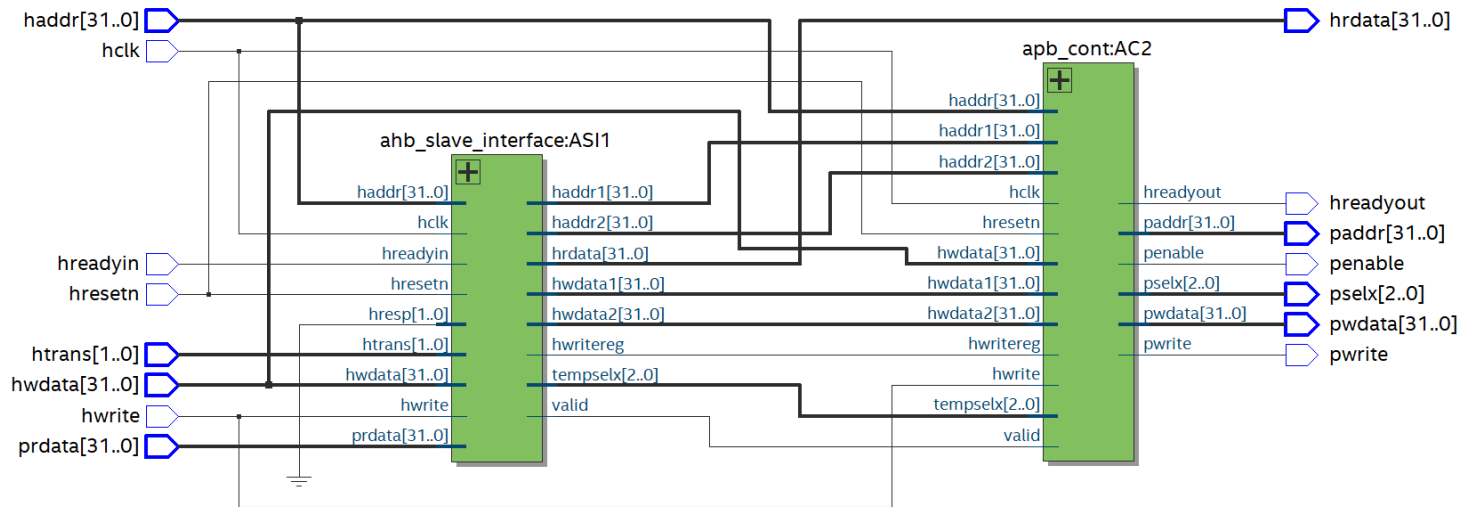 haddr[31..0]
hclk
hreadyin
hresetn
htrans[1..0]
hwdata[31..0]
hwrite
prdata[31..0]
ahb_slave_interface:ASI1
haddr[31..0]
hclk
hreadyin
hresetn
hresp[1..0]
htrans[1..0]
hwdata[31..0]
hwrite
prdata[31..0]
haddr1[31..0]
haddr2[31..0]
hrdata[31..0]
hwdata1[31..0]
hwdata2[31..0]
hwritereg
tempselx[2..0]
valid
apb_cont:AC2
haddr[31..0]
haddr1[31..0]
haddr2[31..0]
hclk
hresetn
hwdata[31..0]
hwdata1[31..0]
hwdata2[31..0]
hwritereg
hwrite
tempselx[2..0]
valid
hreadyout
paddr[31..0]
penable
pselx[2..0]
pwdata[31..0]
pwrite
hrdata[31..0]
hreadyout
paddr[31..0]
penable
pselx[2..0]
pwdata[31..0]
pwrite